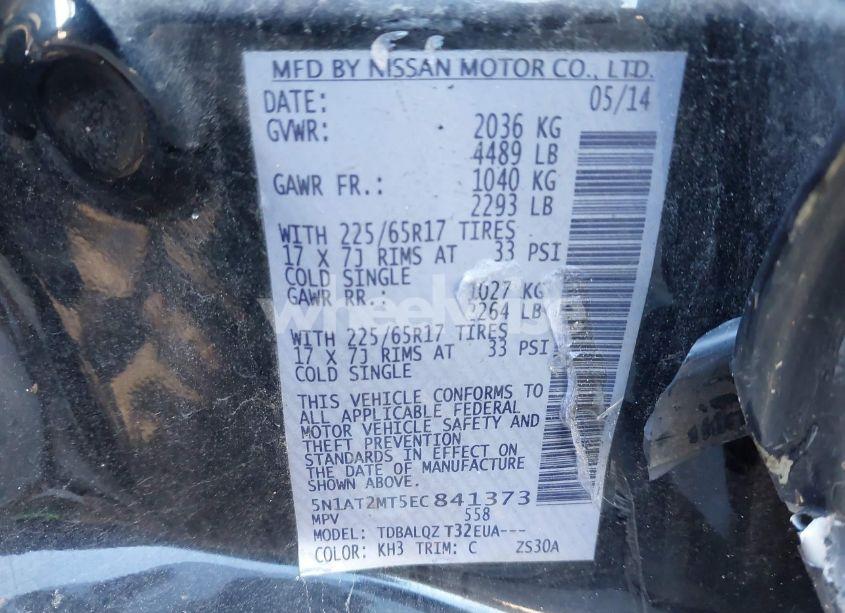 MFD BY NISSAN MOTOR CO., LTD.
DATE: 05/14
GVWR: 2036 KG
4489 LB
GAWR FR.: 1040 KG
2293 LB
WITH 225/65R17 TIRES
17 X 7J RIMS AT 33 PSI
COLD SINGLE
GAWR RR.: 1027 KG
2264 LB
WITH 225/65R17 TIRES
17 X 7J RIMS AT 33 PSI
COLD SINGLE
THIS VEHICLE CONFORMS TO
ALL APPLICABLE FEDERAL
MOTOR VEHICLE SAFETY AND
THEFT PREVENTION
STANDARDS IN EFFECT ON
THE DATE OF MANUFACTURE
SHOWN ABOVE.
5N1AT2MT5EC841373
MPV 558
MODEL: TDBALQZ T32EUA---
COLOR: KH3 TRIM: C ZS30A